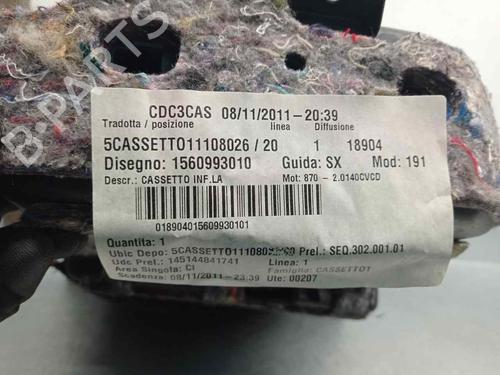 B-PARTS
CDC3CAS 08/11/2011-20:39
Tradotta / posizione linea Diffusione
5CASSETTO11108026 / 20 1 18904
Disegno: 1560993010 Guida: SX Mod: 191
Descr.: CASSETTO INF.LA Mot: 870 - 2.0140CVCD
018904015609930101
Quantita: 1
Ubic Depo: Prel.: SEQ.302.001.01
Udc Prel.: 145144841741 Linea: 1
Area Singola: CI Famiglia: CASSETTOT
Scadenza: 08/11/2011-23:39 Ute: 00207